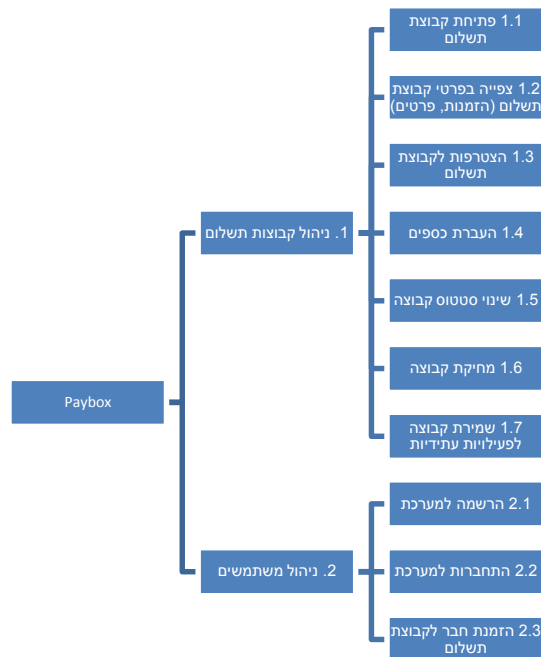 1.1 פתיחת קבוצת
תשלום
1.2 צפייה בפרטי קבוצת
תשלום (הזמנות, פרטים)
1.3 הצטרפות לקבוצת
תשלום
1. ניהול קבוצות תשלום
1.4 העברת כספים
1.5 שינוי סטטוס קבוצה
1.6 מחיקת קבוצה
Paybox
1.7 שמירת קבוצה
לפעילויות עתידיות
2.1 הרשמה למערכת
2. ניהול משתמשים
2.2 התחברות למערכת
2.3 הזמנת חבר לקבוצת
תשלום